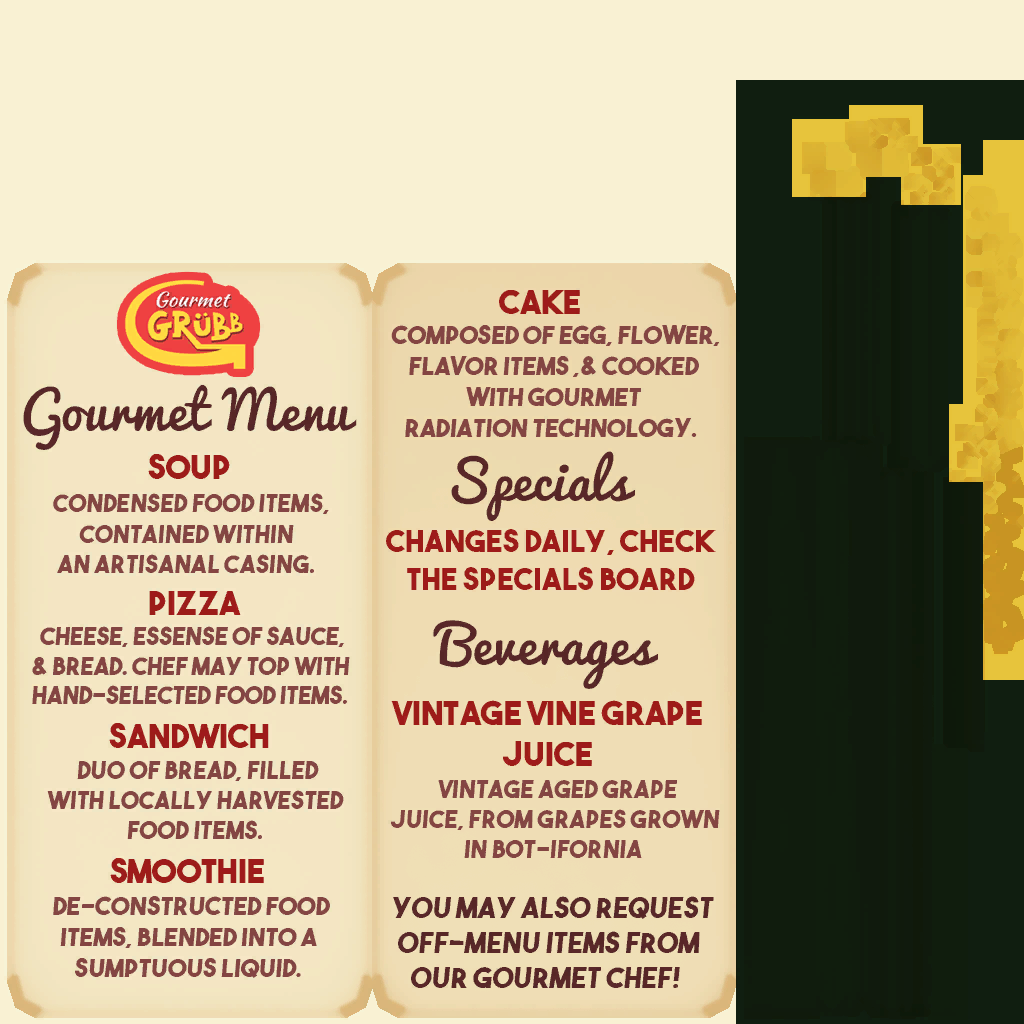 Gourmet
GRÜBB
Gourmet Menu
SOUP
CONDENSED FOOD ITEMS,
CONTAINED WITHIN
AN ARTISANAL CASING.
PIZZA
CHEESE, ESSENSE OF SAUCE,
& BREAD. CHEF MAY TOP WITH
HAND-SELECTED FOOD ITEMS.
SANDWICH
DUO OF BREAD, FILLED
WITH LOCALLY HARVESTED
FOOD ITEMS.
SMOOTHIE
DE-CONSTRUCTED FOOD
ITEMS, BLENDED INTO A
SUMPTUOUS LIQUID.
CAKE
COMPOSED OF EGG, FLOWER,
FLAVOR ITEMS ,& COOKED
WITH GOURMET
RADIATION TECHNOLOGY.
Specials
CHANGES DAILY, CHECK
THE SPECIALS BOARD
Beverages
VINTAGE VINE GRAPE
JUICE
VINTAGE AGED GRAPE
JUICE, FROM GRAPES GROWN
IN BOT-IFORNIA
YOU MAY ALSO REQUEST
OFF-MENU ITEMS FROM
OUR GOURMET CHEF!